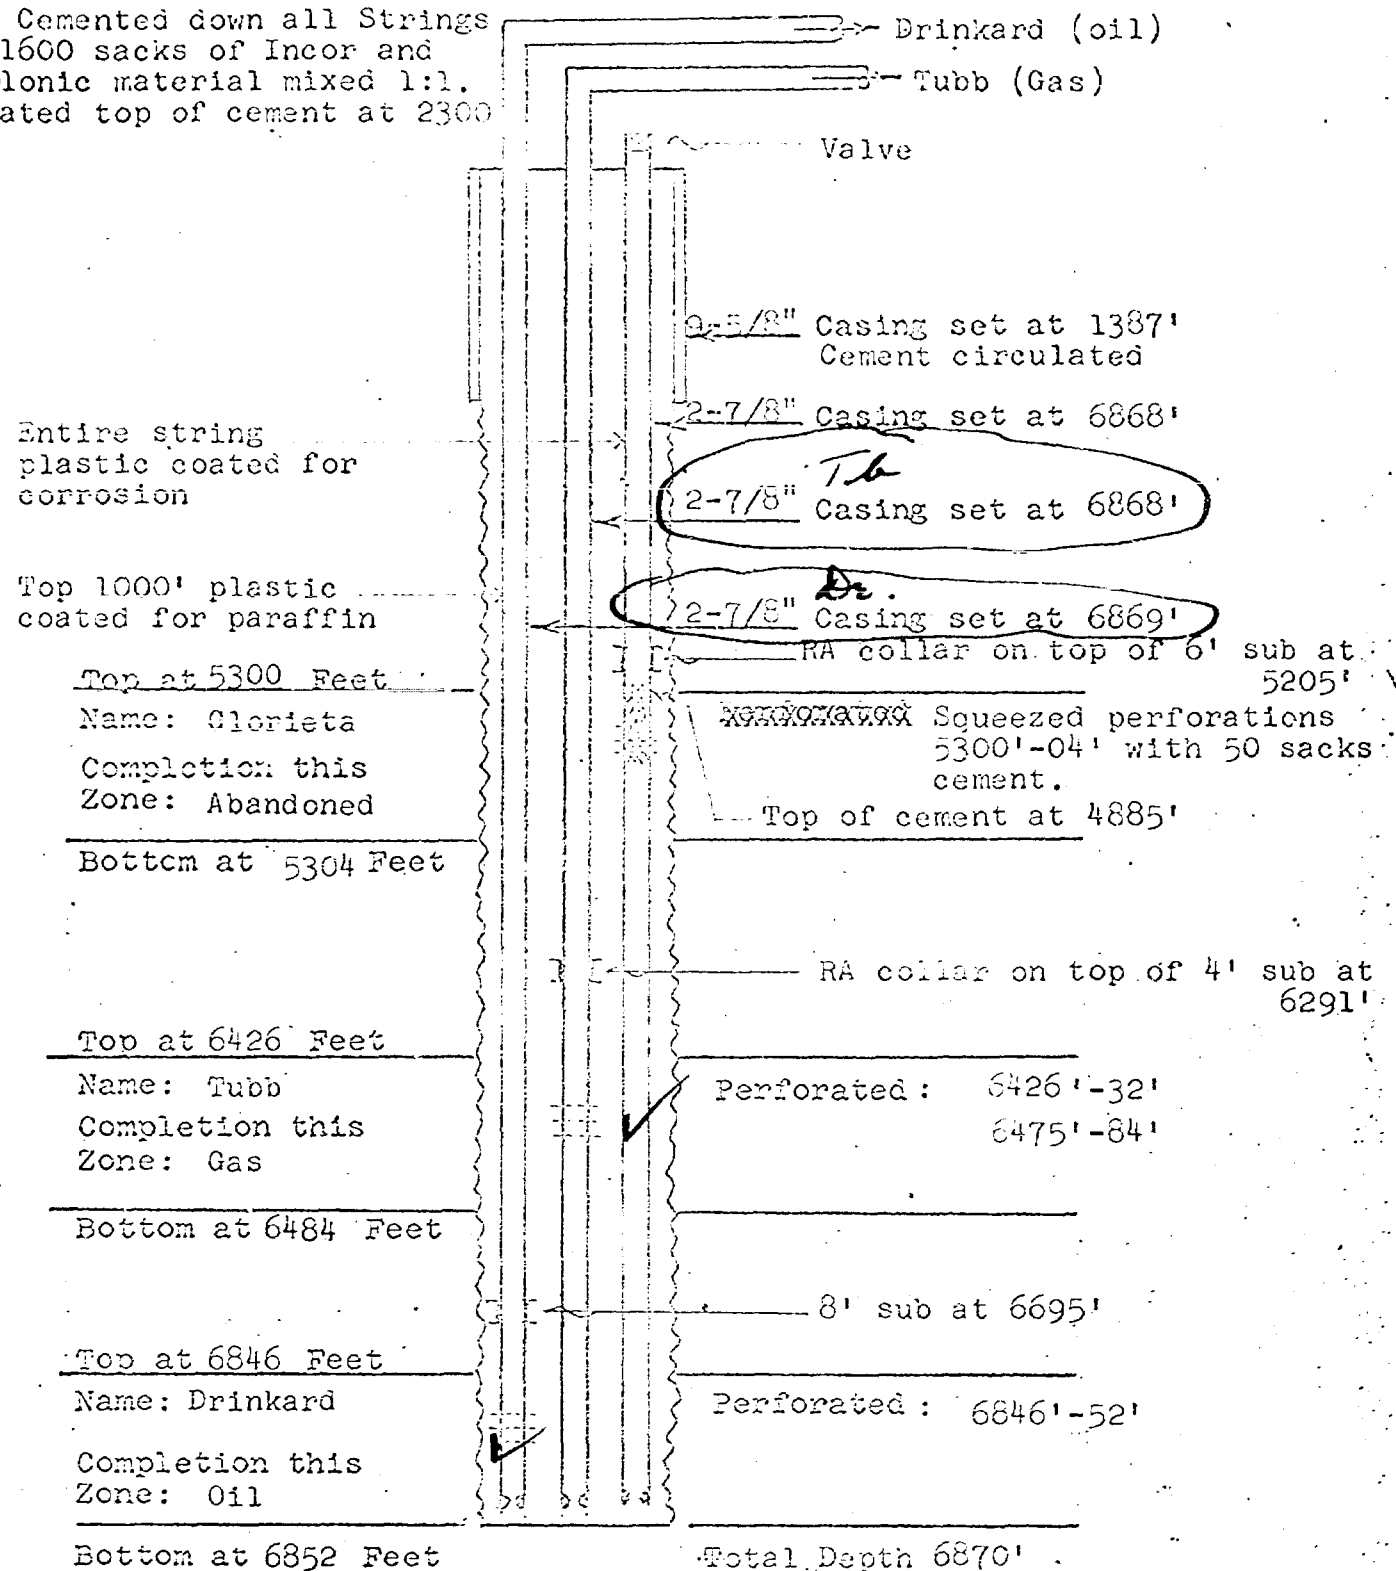 Cemented down all Strings
1600 sacks of Incor and
lonic material mixed 1:1.
ated top of cement at 2300
Drinkard (oil)
Tubb (Gas)
Valve
9-5/8" Casing set at 1387'
Cement circulated
2-7/8" Casing set at 6868'
Entire string
plastic coated for
corrosion
Tb
2-7/8" Casing set at 6868'
Top 1000' plastic
coated for paraffin
Dr.
2-7/8" Casing set at 6869'
RA collar on top of 6' sub at
5205'
Top at 5300 Feet
Name: Glorieta
Completion this
Zone: Abandoned
Bottom at 5304 Feet
Squeezed perforations
5300'-04' with 50 sacks
cement.
Top of cement at 4885'
RA collar on top of 4' sub at
6291'
Top at 6426 Feet
Name: Tubb
Completion this
Zone: Gas
Bottom at 6484 Feet
Perforated: 6426'-32'
6475'-84'
8' sub at 6695'
Top at 6846 Feet
Name: Drinkard
Completion this
Zone: Oil
Bottom at 6852 Feet
Perforated: 6846'-52'
Total Depth 6870'.